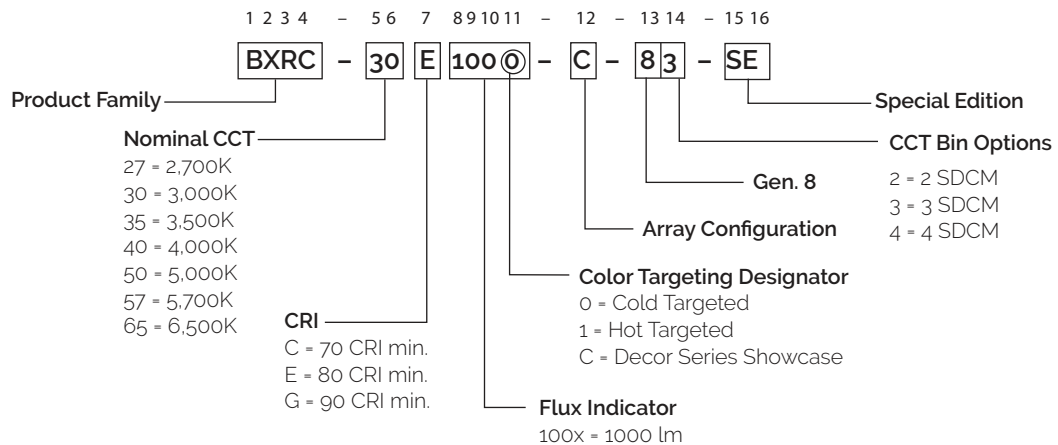 1 2 3 4 – 5 6 7 8 9 10 11 – 12 – 13 14 – 15 16
BXRC – 30 E 100 0 – C – 8 3 – SE
Product Family
Special Edition
Nominal CCT
27 = 2,700K
30 = 3,000K
35 = 3,500K
40 = 4,000K
50 = 5,000K
57 = 5,700K
65 = 6,500K
CCT Bin Options
2 = 2 SDCM
3 = 3 SDCM
4 = 4 SDCM
Gen. 8
Array Configuration
Color Targeting Designator
0 = Cold Targeted
1 = Hot Targeted
C = Decor Series Showcase
CRI
C = 70 CRI min.
E = 80 CRI min.
G = 90 CRI min.
Flux Indicator
100x = 1000 lm